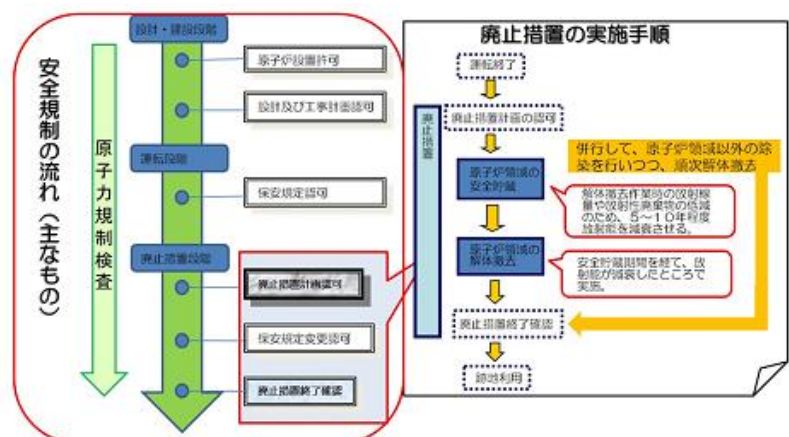 安全規制の流れ（主なもの）
原子力規制検査
設計・建設段階
原子炉設置許可
設計及び工事計画認可
運転段階
保安規定認可
廃止措置段階
廃止措置計画認可
保安規定変更認可
廃止措置終了確認
廃止措置の実施手順
運転終了
廃止措置
廃止措置計画の認可
併行して、原子炉領域以外の除
染を行いつつ、順次解体撤去
原子炉領域の
安全貯蔵
解体撤去作業時の放射線
量や放射性廃棄物の低減
のため、5～10年程度
放射能を減衰させる。
原子炉領域の
解体撤去
安全貯蔵期間を経て、放
射能が減衰したところで
実施。
廃止措置終了確認
跡地利用